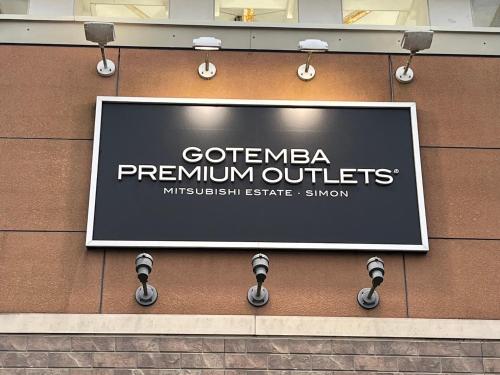 GOTEMBA
PREMIUM OUTLETS®
MITSUBISHI ESTATE · SIMON